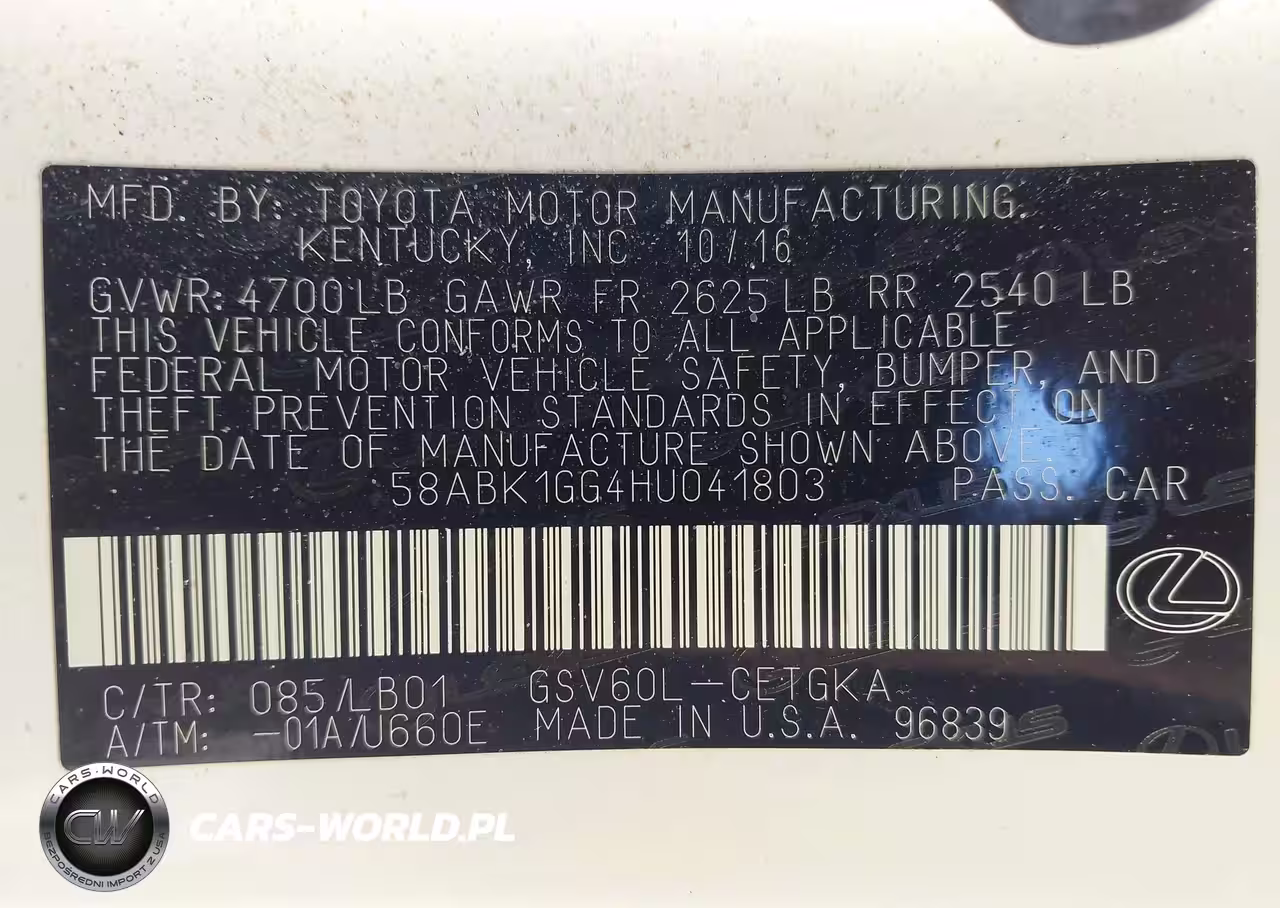 MFD. BY: TOYOTA MOTOR MANUFACTURING.
KENTUCKY, INC 10/16
GVWR: 4700LB GAWR FR 2625LB RR 2540 LB
THIS VEHICLE CONFORMS TO ALL APPLICABLE
FEDERAL MOTOR VEHICLE SAFETY, BUMPER, AND
THEFT PREVENTION STANDARDS IN EFFECT ON
THE DATE OF MANUFACTURE SHOWN ABOVE.
58ABK1GG4HU041803 PASS. CAR
C/TR: 085/LB01 GSV60L-CETGKA
A/TM: -01A/U660E MADE IN U.S.A. 96839
CARS-WORLD
CW
BEZPOŚREDNI IMPORT Z USA
CARS-WORLD.PL